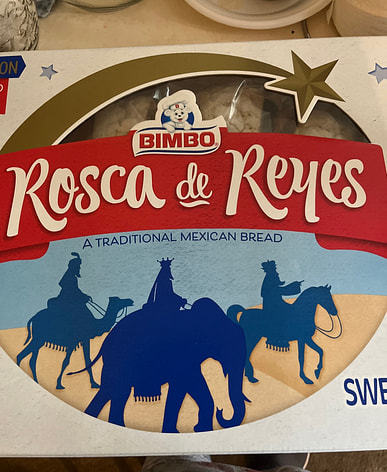 BIMBO
Rosca de Reyes
A TRADITIONAL MEXICAN BREAD